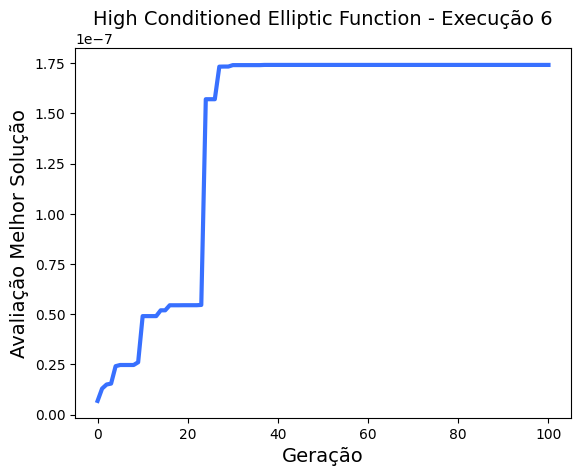 High Conditioned Elliptic Function - Execução 6
1e−7
1.75
1.50
1.25
1.00
0.75
0.50
0.25
0.00
Avaliação Melhor Solução
0 20 40 60 80 100
Geração